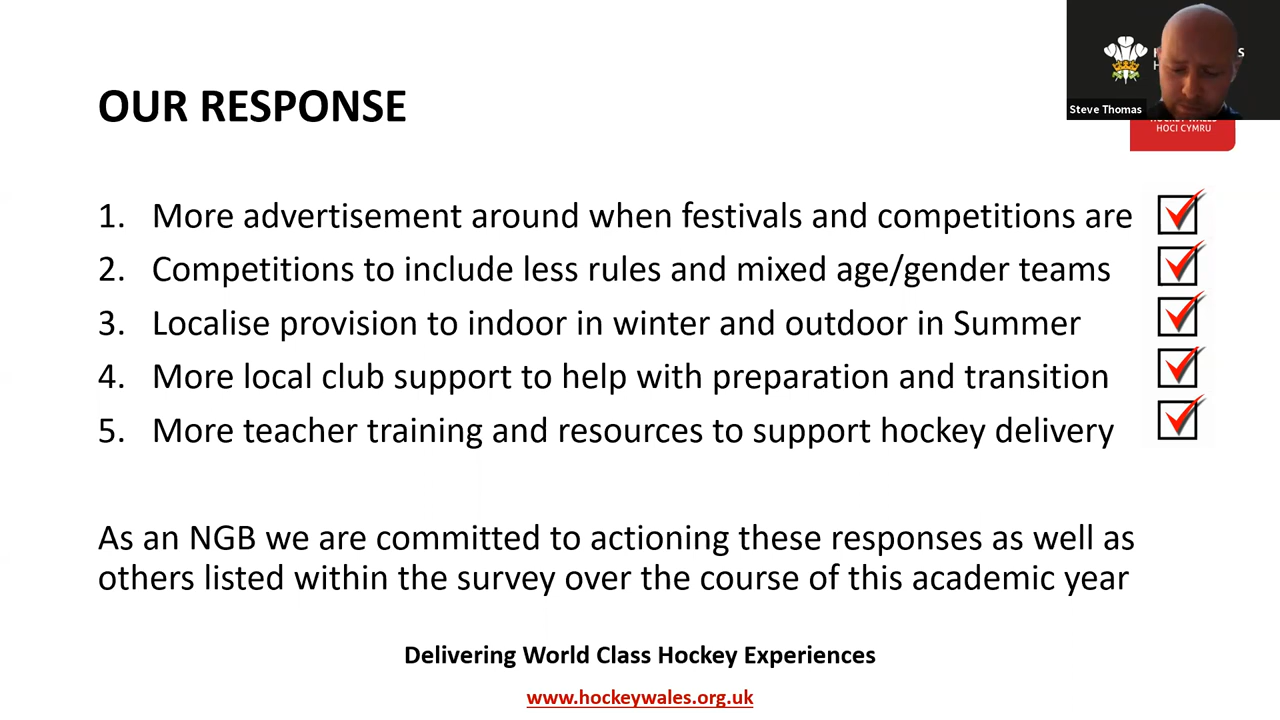 OUR RESPONSE
Steve Thomas
HOCI CYMRU
1. More advertisement around when festivals and competitions are
2. Competitions to include less rules and mixed age/gender teams
3. Localise provision to indoor in winter and outdoor in Summer
4. More local club support to help with preparation and transition
5. More teacher training and resources to support hockey delivery
As an NGB we are committed to actioning these responses as well as
others listed within the survey over the course of this academic year
Delivering World Class Hockey Experiences
www.hockeywales.org.uk